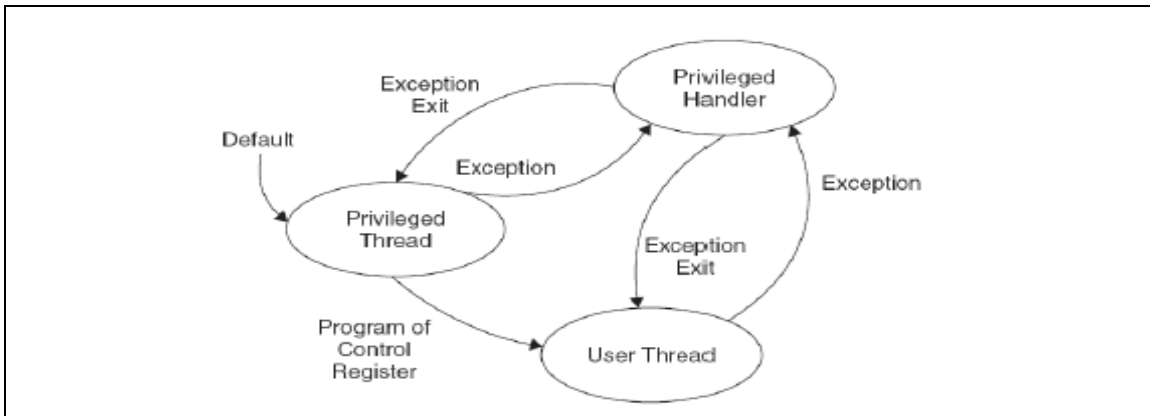 Privileged
Handler
Exception
Exit
Default
Exception
Exception
Privileged
Thread
Exception
Exit
Program of
Control
Register
User Thread